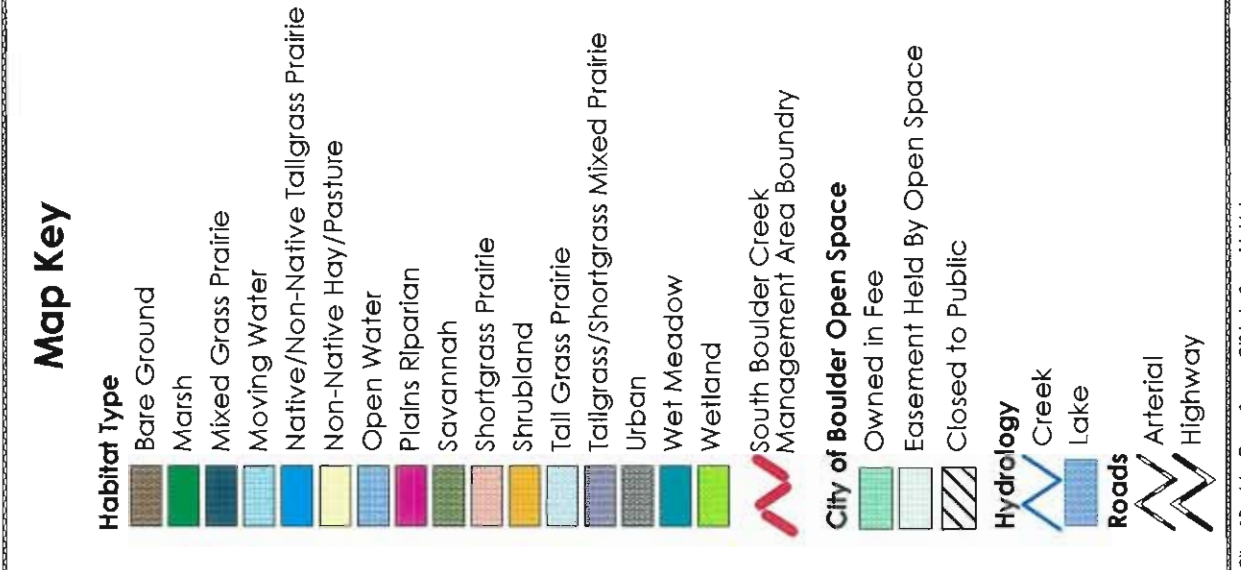 Map Key
Habitat Type
Bare Ground
Marsh
Mixed Grass Prairie
Moving Water
Native/Non-Native Tallgrass Prairie
Non-Native Hay/Pasture
Open Water
Plains Riparian
Savannah
Shortgrass Prairie
Shrubland
Tall Grass Prairie
Tallgrass/Shortgrass Mixed Prairie
Urban
Wet Meadow
Wetland
South Boulder Creek
Management Area Boundry
City of Boulder Open Space
Owned in Fee
Easement Held By Open Space
Closed to Public
Hydrology
Creek
Lake
Roads
Arterial
Highway